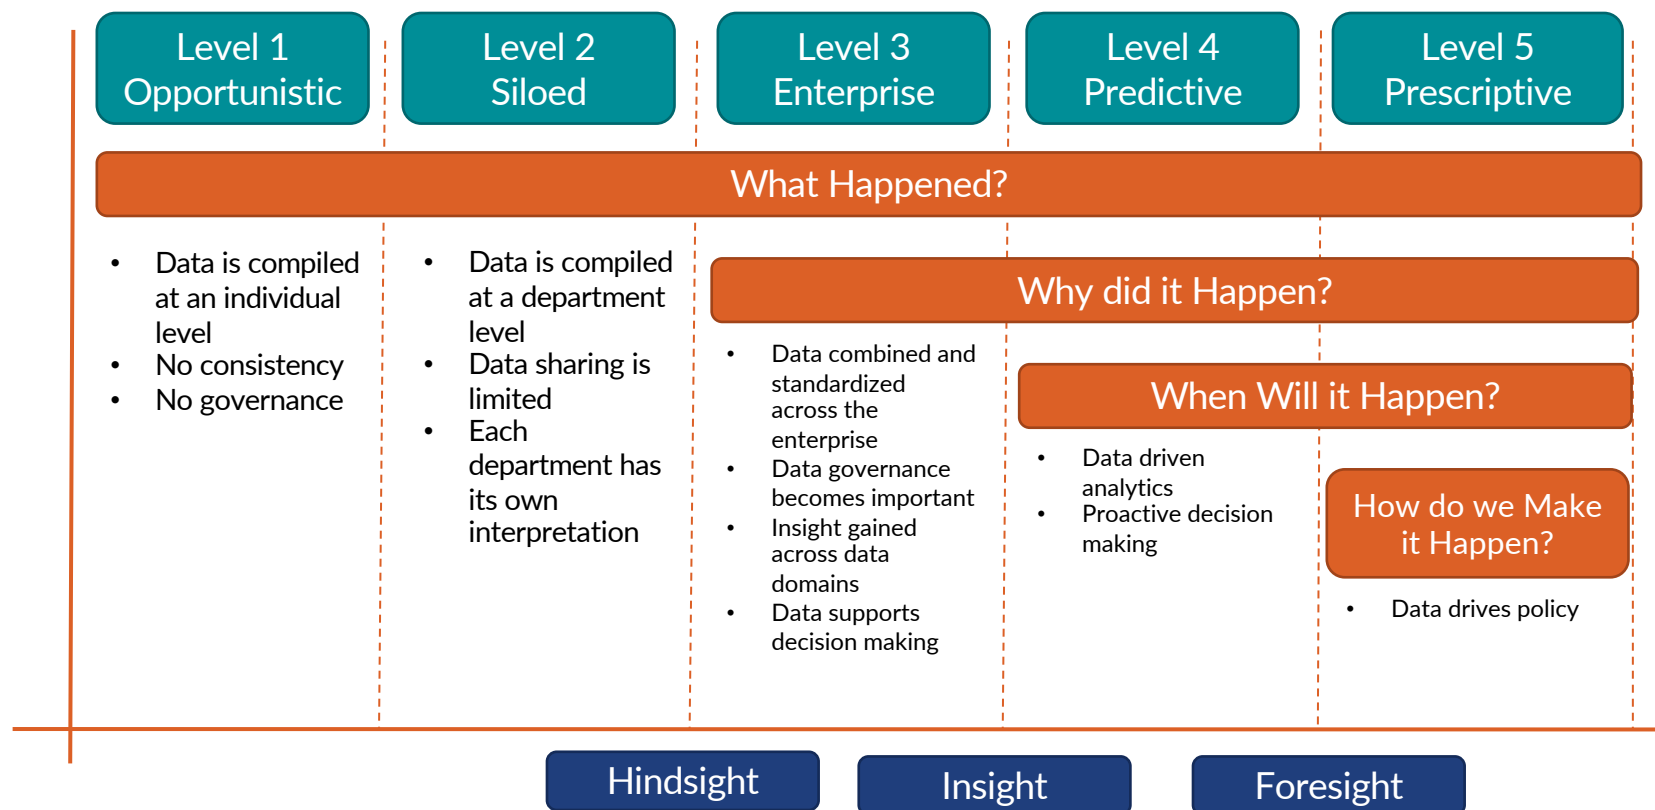 Level 1
Opportunistic
Level 2
Siloed
Level 3
Enterprise
Level 4
Predictive
Level 5
Prescriptive
What Happened?
• Data is compiled
at an individual
level
• No consistency
• No governance
• Data is compiled
at a department
level
• Data sharing is
limited
• Each
department has
its own
interpretation
Why did it Happen?
• Data combined and
standardized
across the
enterprise
• Data governance
becomes important
• Insight gained
across data
domains
• Data supports
decision making
When Will it Happen?
• Data driven
analytics
• Proactive decision
making
How do we Make
it Happen?
• Data drives policy
Hindsight
Insight
Foresight